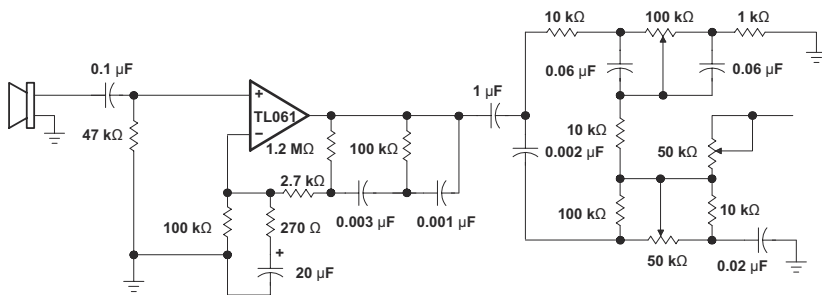 10 kΩ
100 kΩ
1 kΩ
0.1 µF
1 µF
0.06 µF
0.06 µF
+
TL061
−
47 kΩ
1.2 MΩ
100 kΩ
10 kΩ
0.002 µF
50 kΩ
2.7 kΩ
100 kΩ
270 Ω
0.003 µF
0.001 µF
100 kΩ
10 kΩ
+
20 µF
50 kΩ
0.02 µF